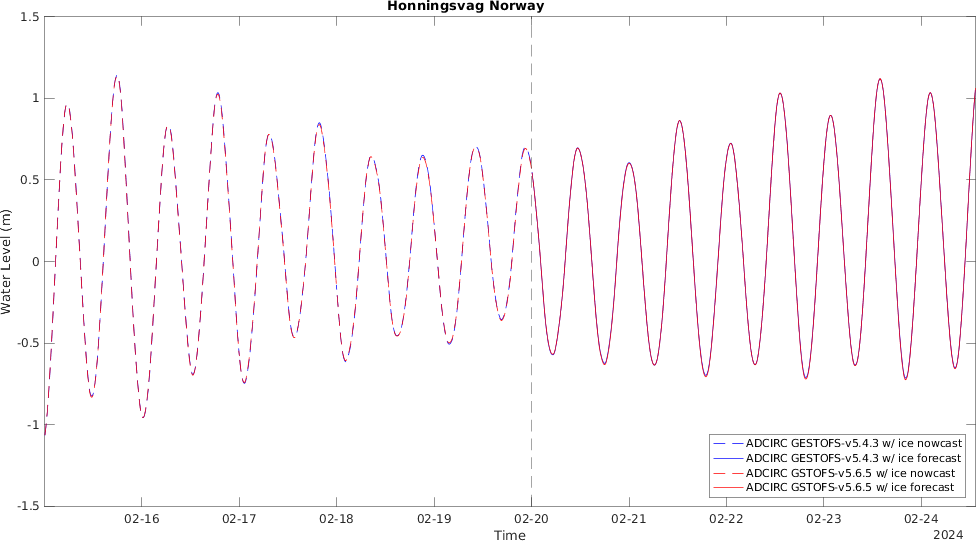 Honningsvag Norway
1.5
1
0.5
0
-0.5
-1
-1.5
Water Level (m)
02-16 02-17 02-18 02-19 02-20 02-21 02-22 02-23 02-24
Time
2024
ADCIRC GESTOFS-v5.4.3 w/ ice nowcast
ADCIRC GESTOFS-v5.4.3 w/ ice forecast
ADCIRC GSTOFS-v5.6.5 w/ ice nowcast
ADCIRC GSTOFS-v5.6.5 w/ ice forecast